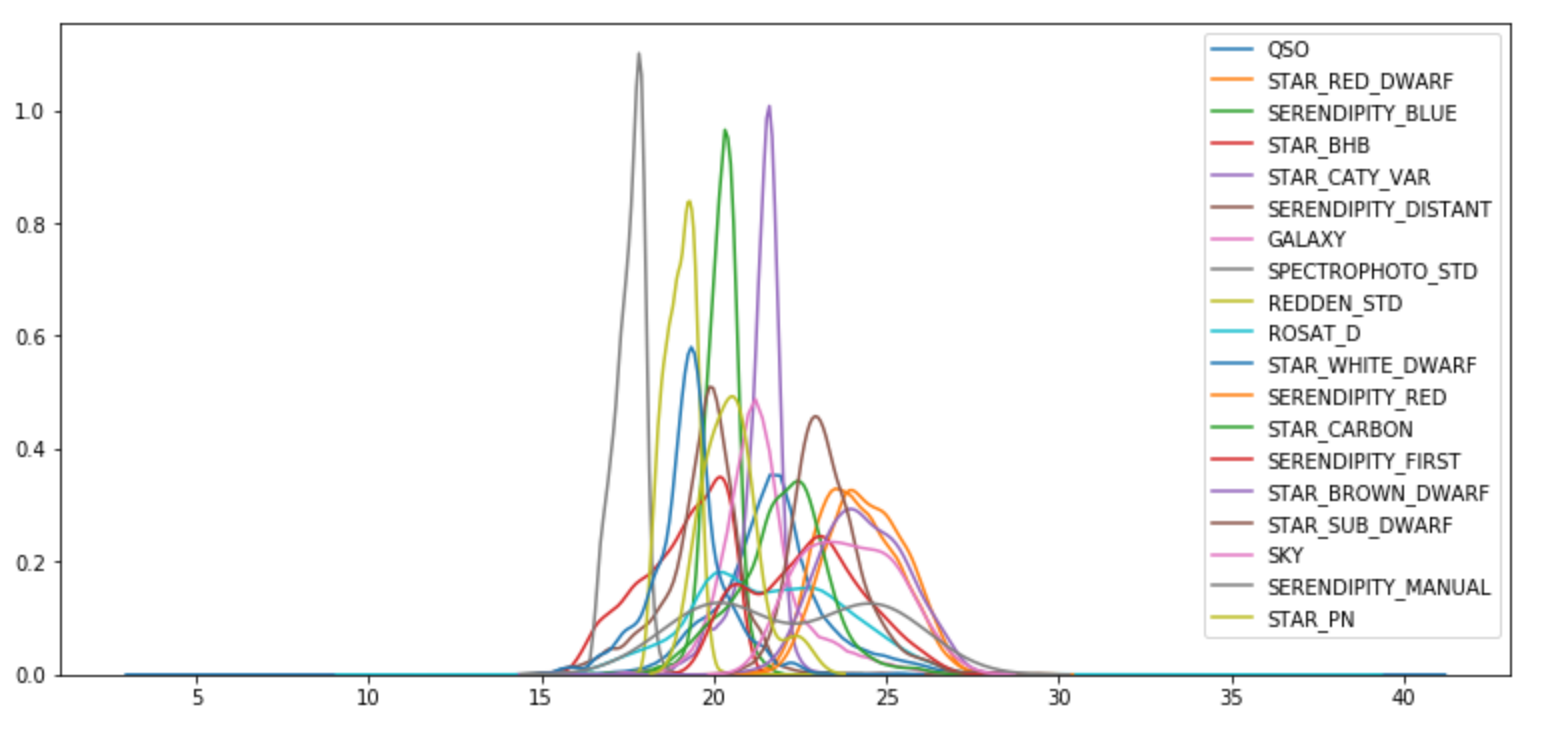 1.0
0.8
0.6
0.4
0.2
0.0
5 10 15 20 25 30 35 40
QSO
STAR_RED_DWARF
SERENDIPITY_BLUE
STAR_BHB
STAR_CATY_VAR
SERENDIPITY_DISTANT
GALAXY
SPECTROPHOTO_STD
REDDEN_STD
ROSAT_D
STAR_WHITE_DWARF
SERENDIPITY_RED
STAR_CARBON
SERENDIPITY_FIRST
STAR_BROWN_DWARF
STAR_SUB_DWARF
SKY
SERENDIPITY_MANUAL
STAR_PN